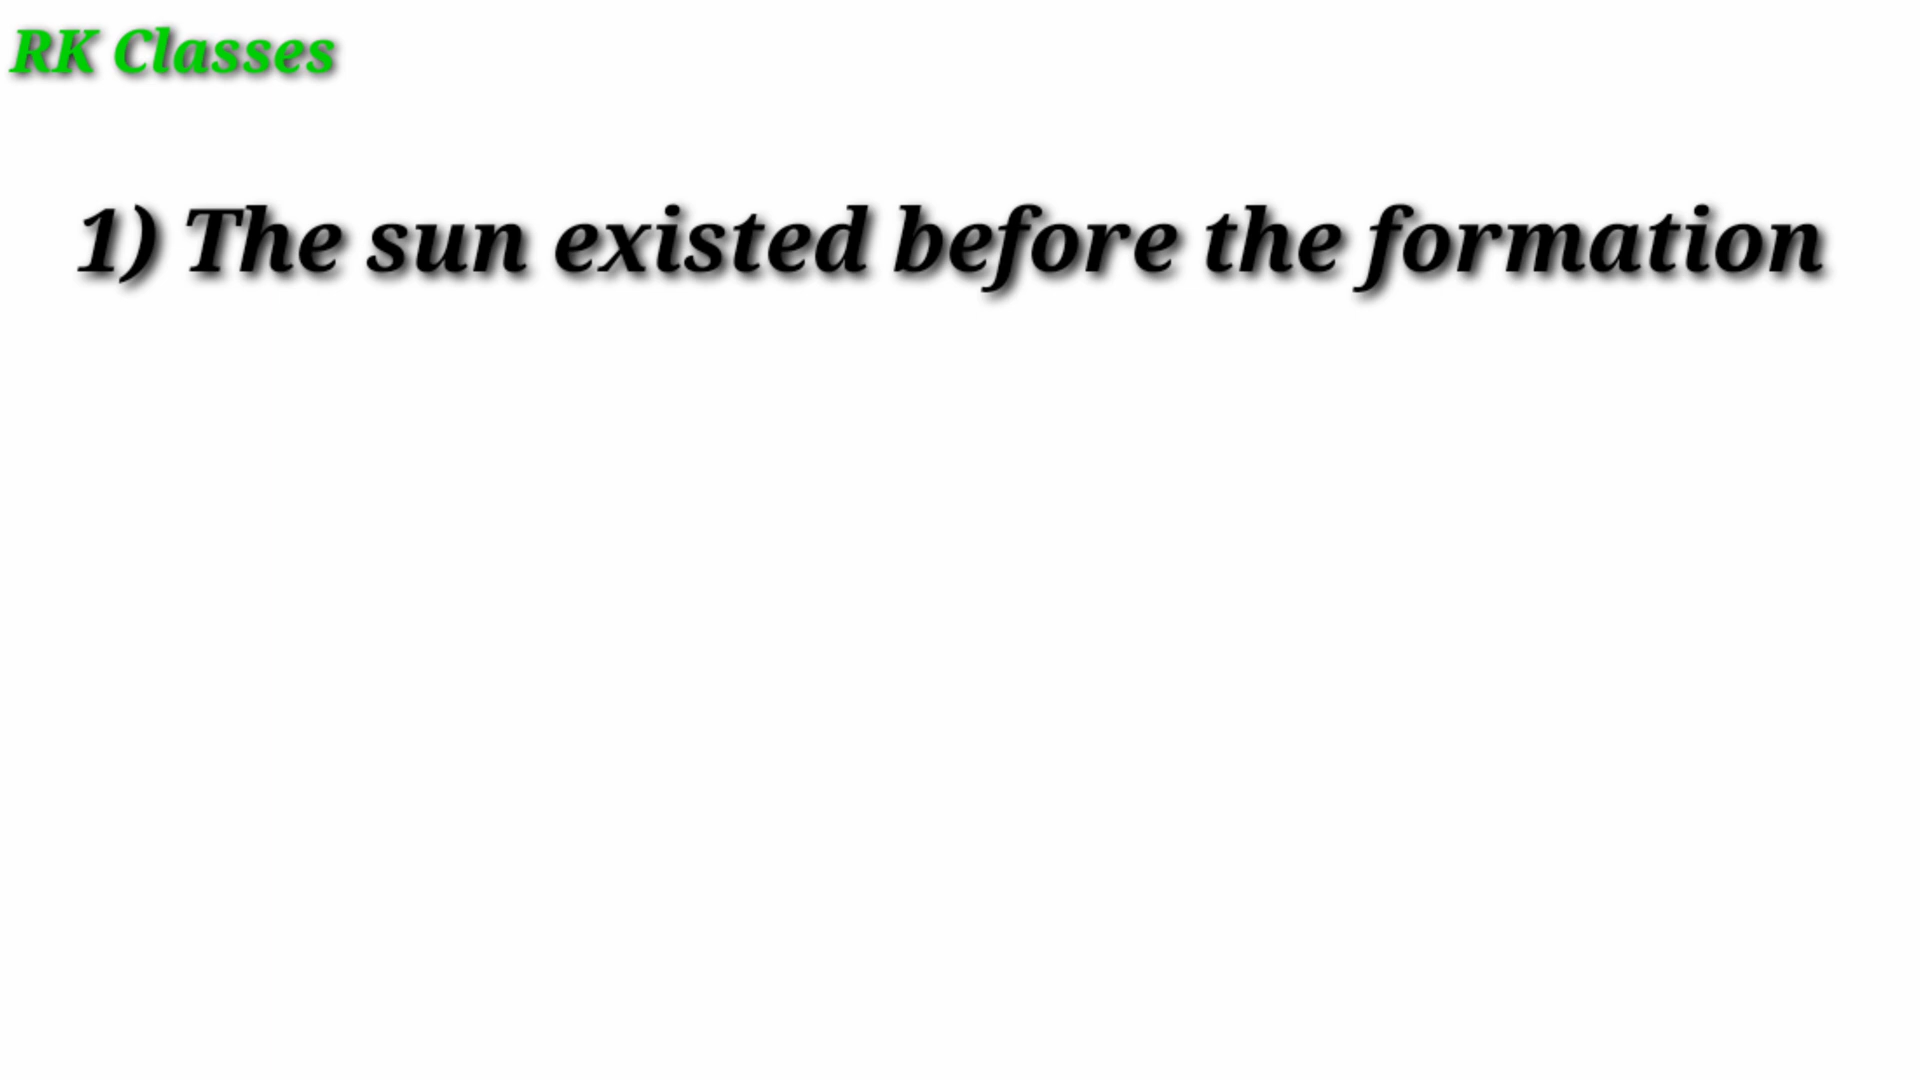 RK Classes
1) The sun existed before the formation